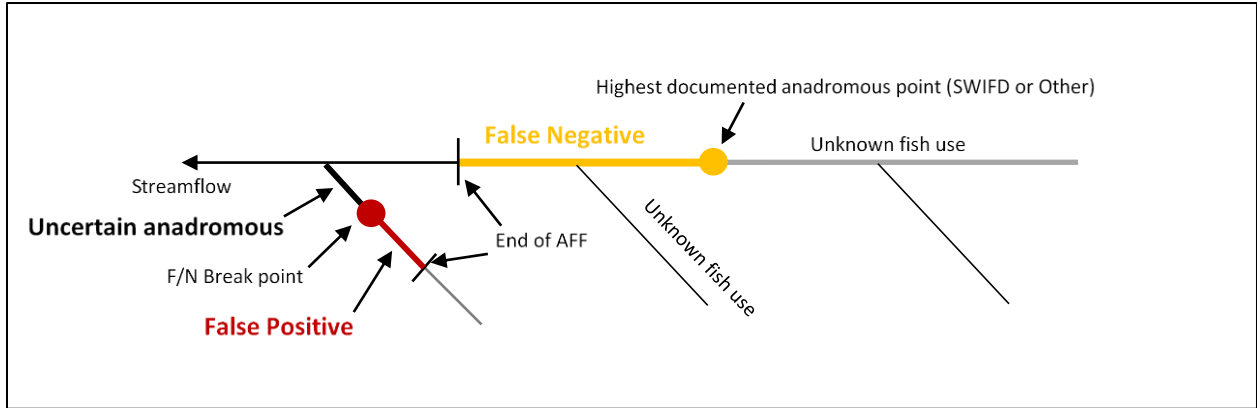 Highest documented anadromous point (SWIFD or Other)
False Negative
Unknown fish use
Streamflow
Uncertain anadromous
Unknown fish use
End of AFF
F/N Break point
False Positive